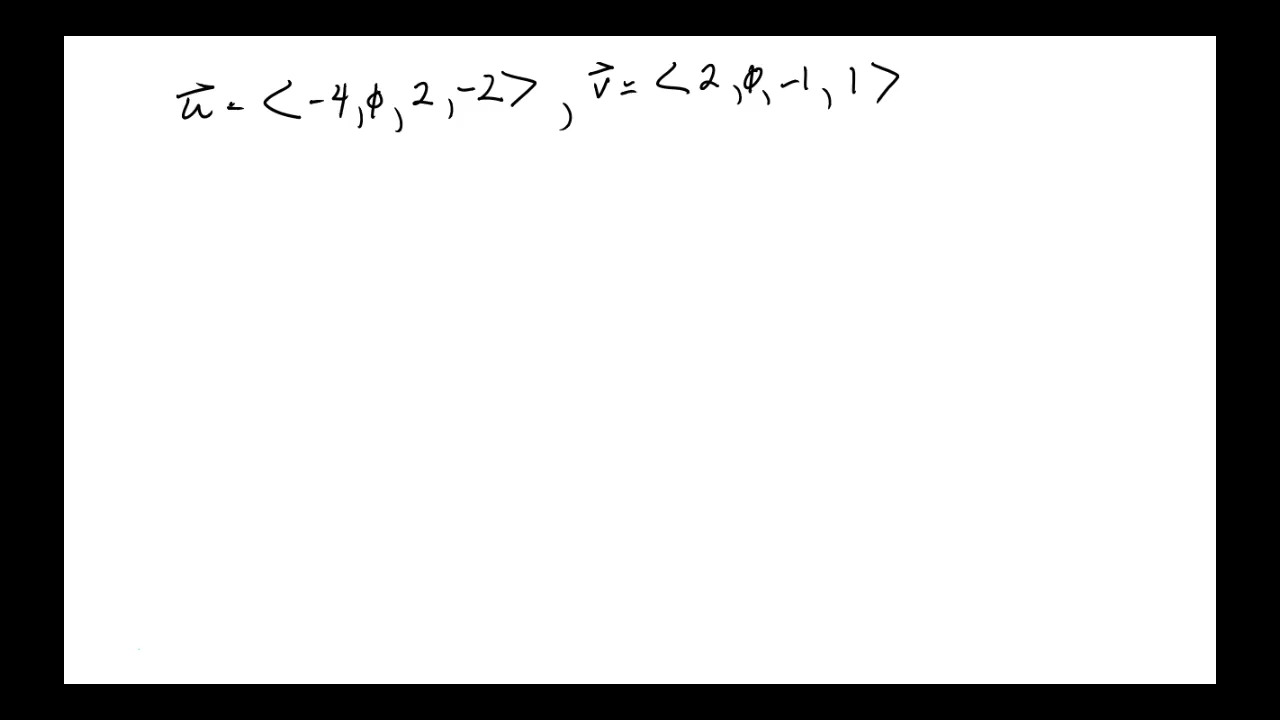 u⃗ = <-4, ϕ, 2, -2>, v⃗ = <2, ϕ, -1, 1>